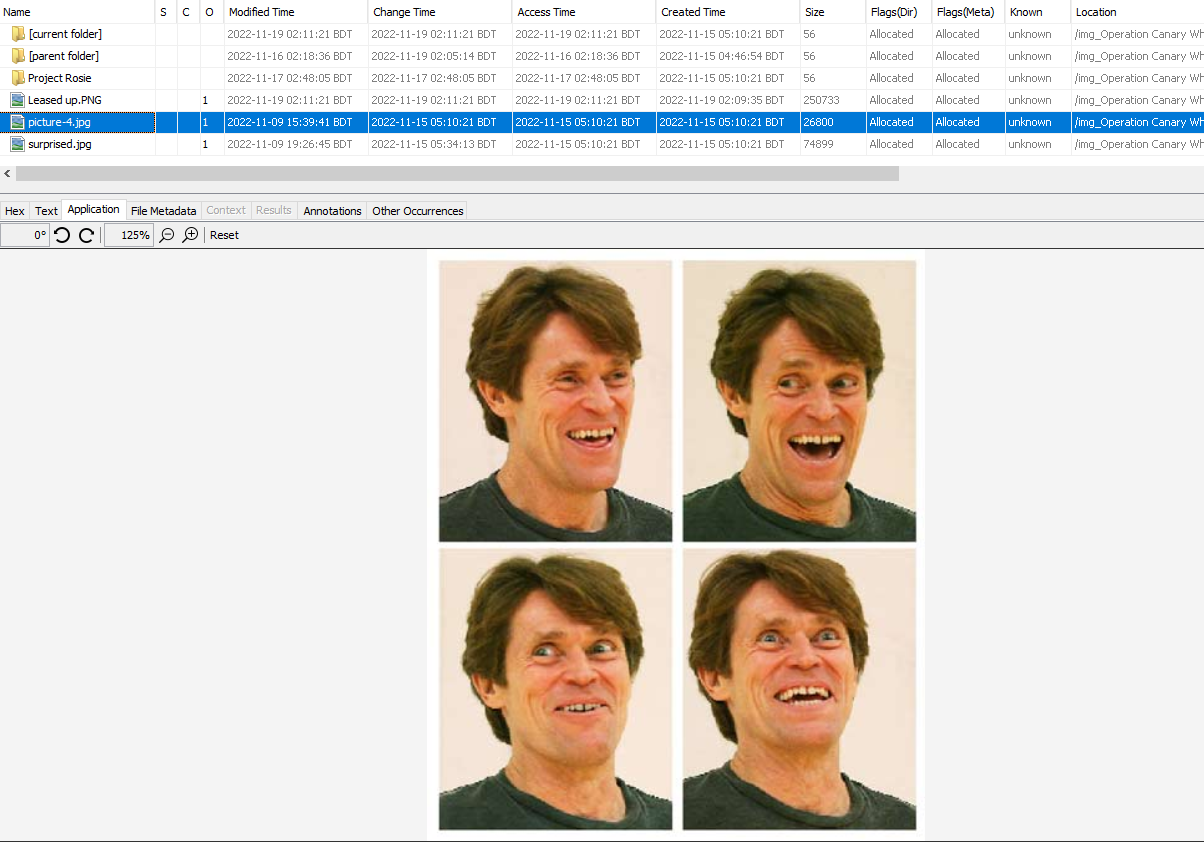 Name S C O Modified Time Change Time Access Time Created Time Size Flags(Dir) Flags(Meta) Known Location
[current folder] 2022-11-19 02:11:21 BDT 2022-11-19 02:11:21 BDT 2022-11-19 02:11:21 BDT 2022-11-15 05:10:21 BDT 56 Allocated Allocated unknown /img_Operation Canary Wh
[parent folder] 2022-11-16 02:18:36 BDT 2022-11-19 02:05:14 BDT 2022-11-16 02:18:36 BDT 2022-11-15 04:46:54 BDT 56 Allocated Allocated unknown /img_Operation Canary Wh
Project Rosie 2022-11-17 02:48:05 BDT 2022-11-17 02:48:05 BDT 2022-11-17 02:48:05 BDT 2022-11-15 05:10:21 BDT 56 Allocated Allocated unknown /img_Operation Canary Wh
Leased up.PNG 1 2022-11-19 02:11:21 BDT 2022-11-19 02:11:21 BDT 2022-11-19 02:11:21 BDT 2022-11-19 02:09:35 BDT 250733 Allocated Allocated unknown /img_Operation Canary Wh
picture-4.jpg 1 2022-11-09 15:39:41 BDT 2022-11-15 05:10:21 BDT 2022-11-15 05:10:21 BDT 2022-11-15 05:10:21 BDT 26800 Allocated Allocated unknown /img_Operation Canary Wh
surprised.jpg 1 2022-11-09 19:26:45 BDT 2022-11-15 05:34:13 BDT 2022-11-15 05:10:21 BDT 2022-11-15 05:10:21 BDT 74899 Allocated Allocated unknown /img_Operation Canary Wh
Hex Text Application File Metadata Context Results Annotations Other Occurrences
0° 125% Reset